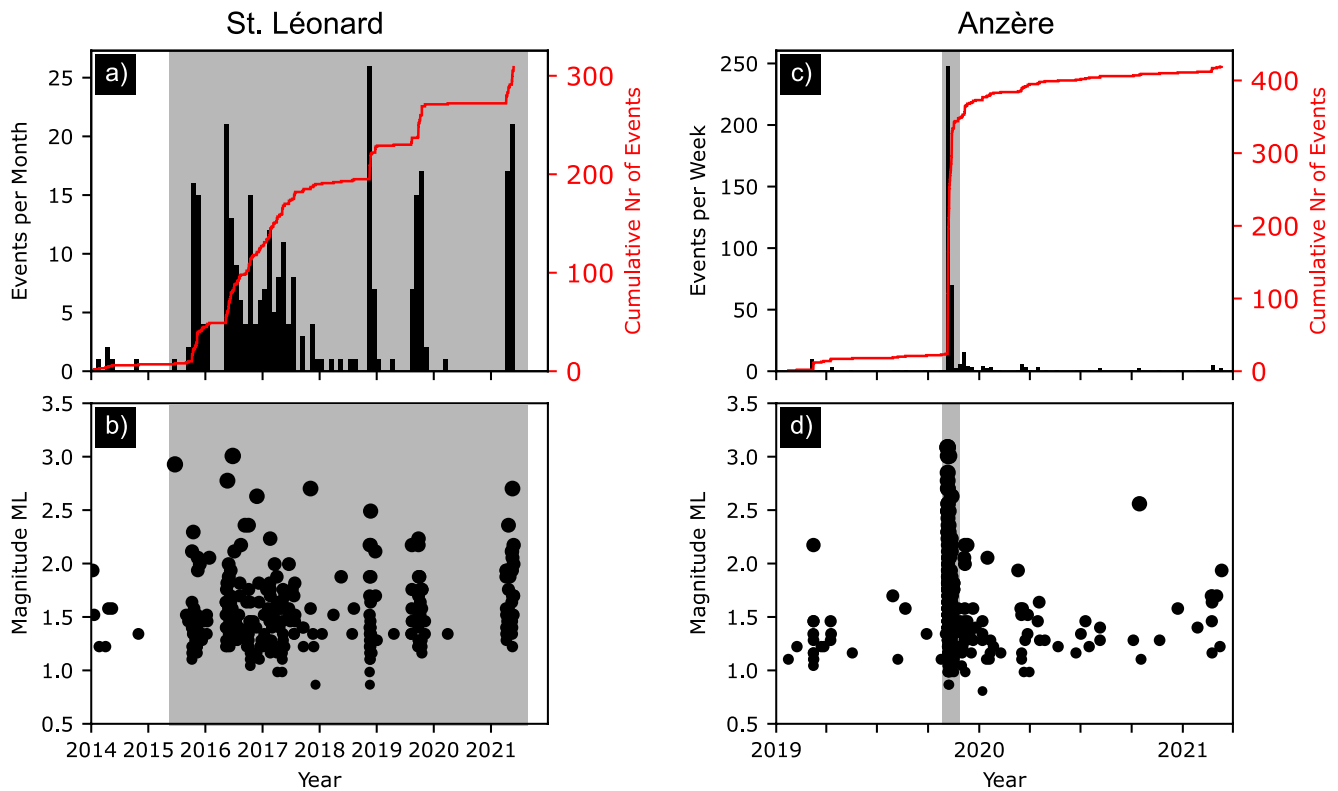 St. Léonard
a)
25
20
15
10
5
0
Events per Month
300
200
100
0
Cumulative Nr of Events
b)
3.5
3.0
2.5
2.0
1.5
1.0
0.5
Magnitude ML
2014 2015 2016 2017 2018 2019 2020 2021
Year
Anzère
c)
250
200
150
100
50
0
Events per Week
400
300
200
100
0
Cumulative Nr of Events
d)
3.5
3.0
2.5
2.0
1.5
1.0
0.5
Magnitude ML
2019 2020 2021
Year